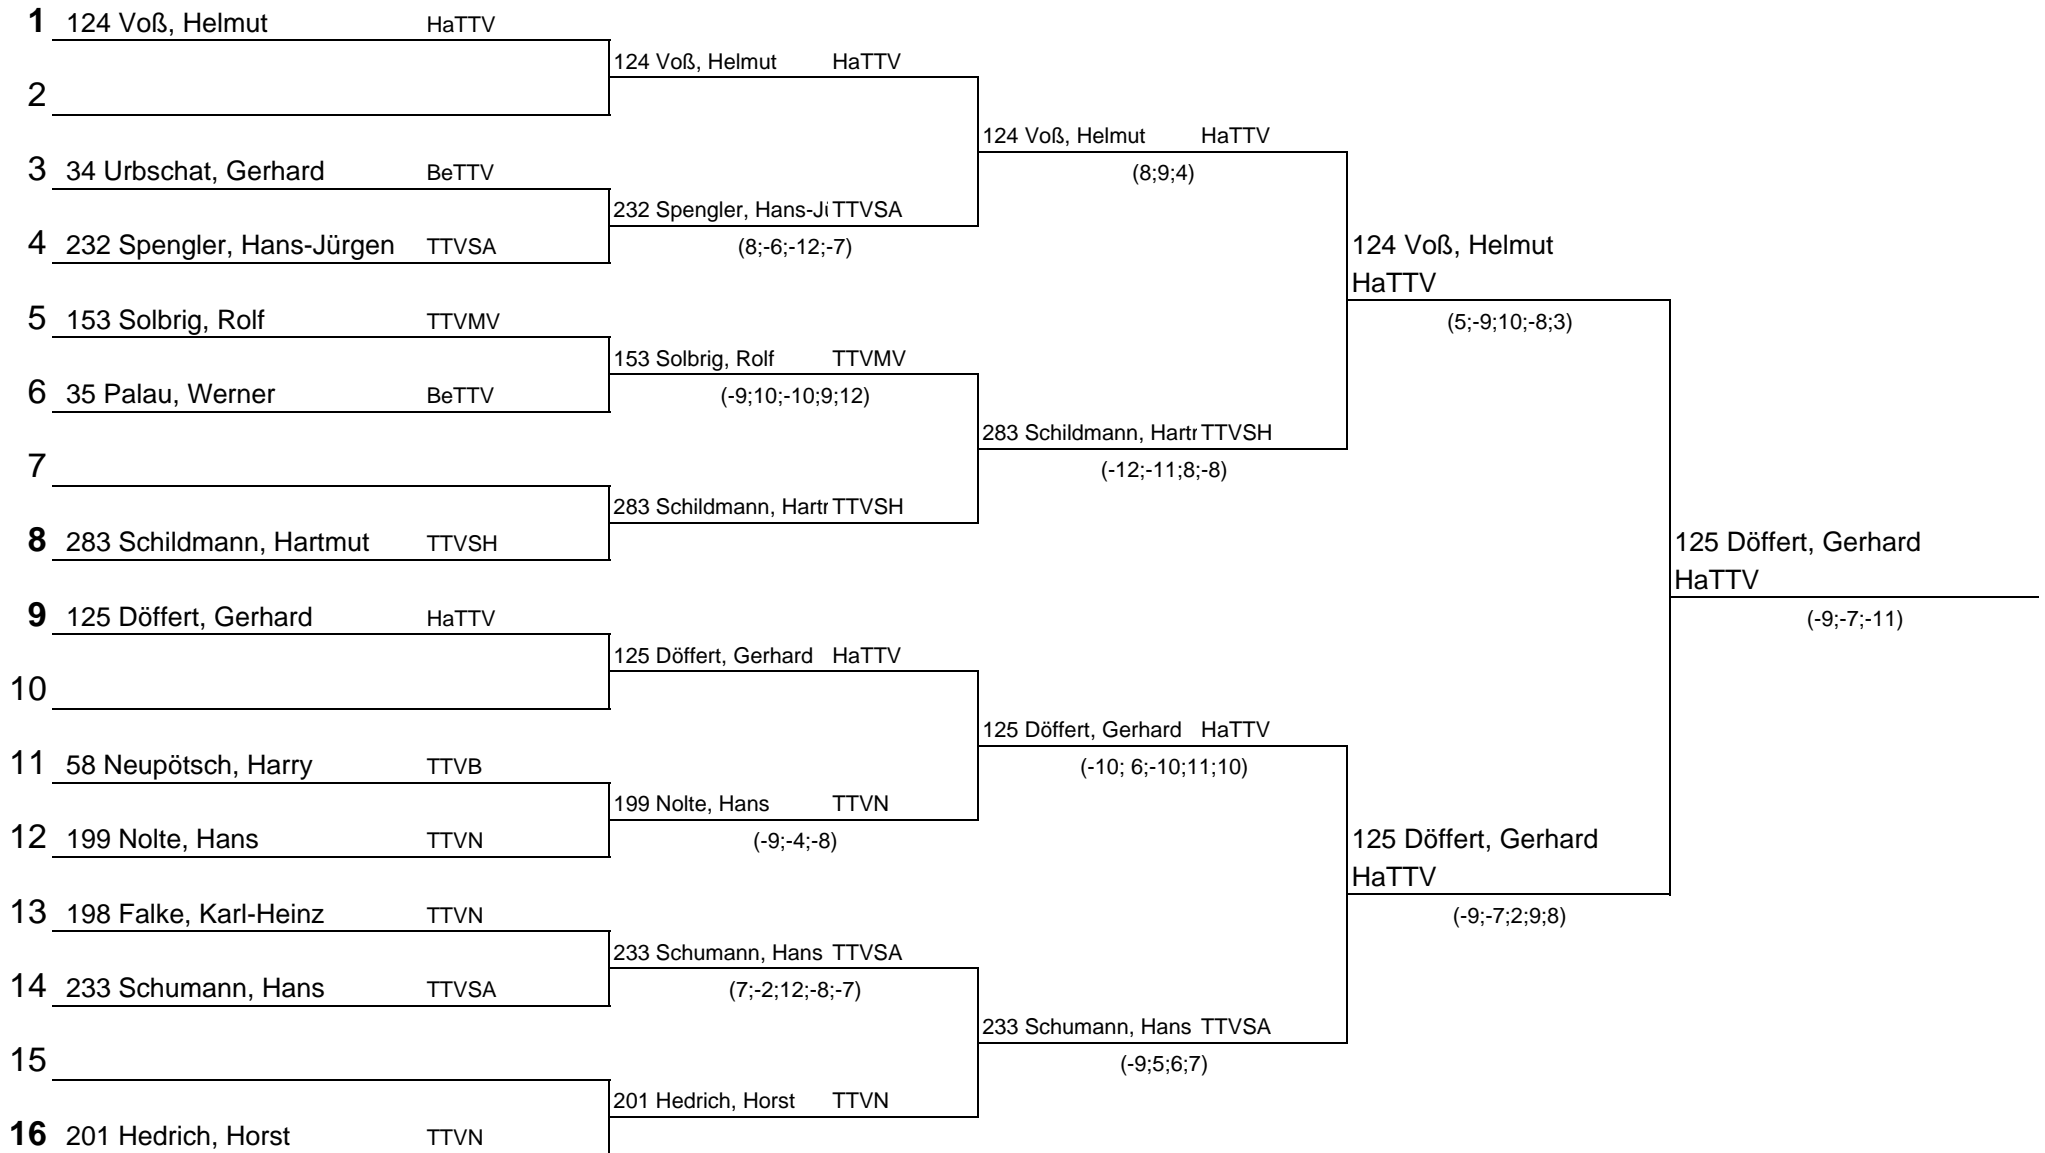 1 124 Voß, Helmut HaTTV
124 Voß, Helmut HaTTV
2
124 Voß, Helmut HaTTV
3 34 Urbschat, Gerhard BeTTV
(8;9;4)
232 Spengler, Hans-Jü TTVSA
4 232 Spengler, Hans-Jürgen TTVSA
(8;-6;-12;-7)
124 Voß, Helmut
HaTTV
5 153 Solbrig, Rolf TTVMV
(5;-9;10;-8;3)
153 Solbrig, Rolf TTVMV
6 35 Palau, Werner BeTTV
(-9;10;-10;9;12)
283 Schildmann, Hartr TTVSH
7
(-12;-11;8;-8)
283 Schildmann, Hartr TTVSH
8 283 Schildmann, Hartmut TTVSH
125 Döffert, Gerhard
HaTTV
9 125 Döffert, Gerhard HaTTV
(-9;-7;-11)
125 Döffert, Gerhard HaTTV
10
125 Döffert, Gerhard HaTTV
11 58 Neupötsch, Harry TTVB
(-10; 6;-10;11;10)
199 Nolte, Hans TTVN
12 199 Nolte, Hans TTVN
(-9;-4;-8)
125 Döffert, Gerhard
HaTTV
13 198 Falke, Karl-Heinz TTVN
(-9;-7;2;9;8)
233 Schumann, Hans TTVSA
14 233 Schumann, Hans TTVSA
(7;-2;12;-8;-7)
233 Schumann, Hans TTVSA
15
(-9;5;6;7)
201 Hedrich, Horst TTVN
16 201 Hedrich, Horst TTVN